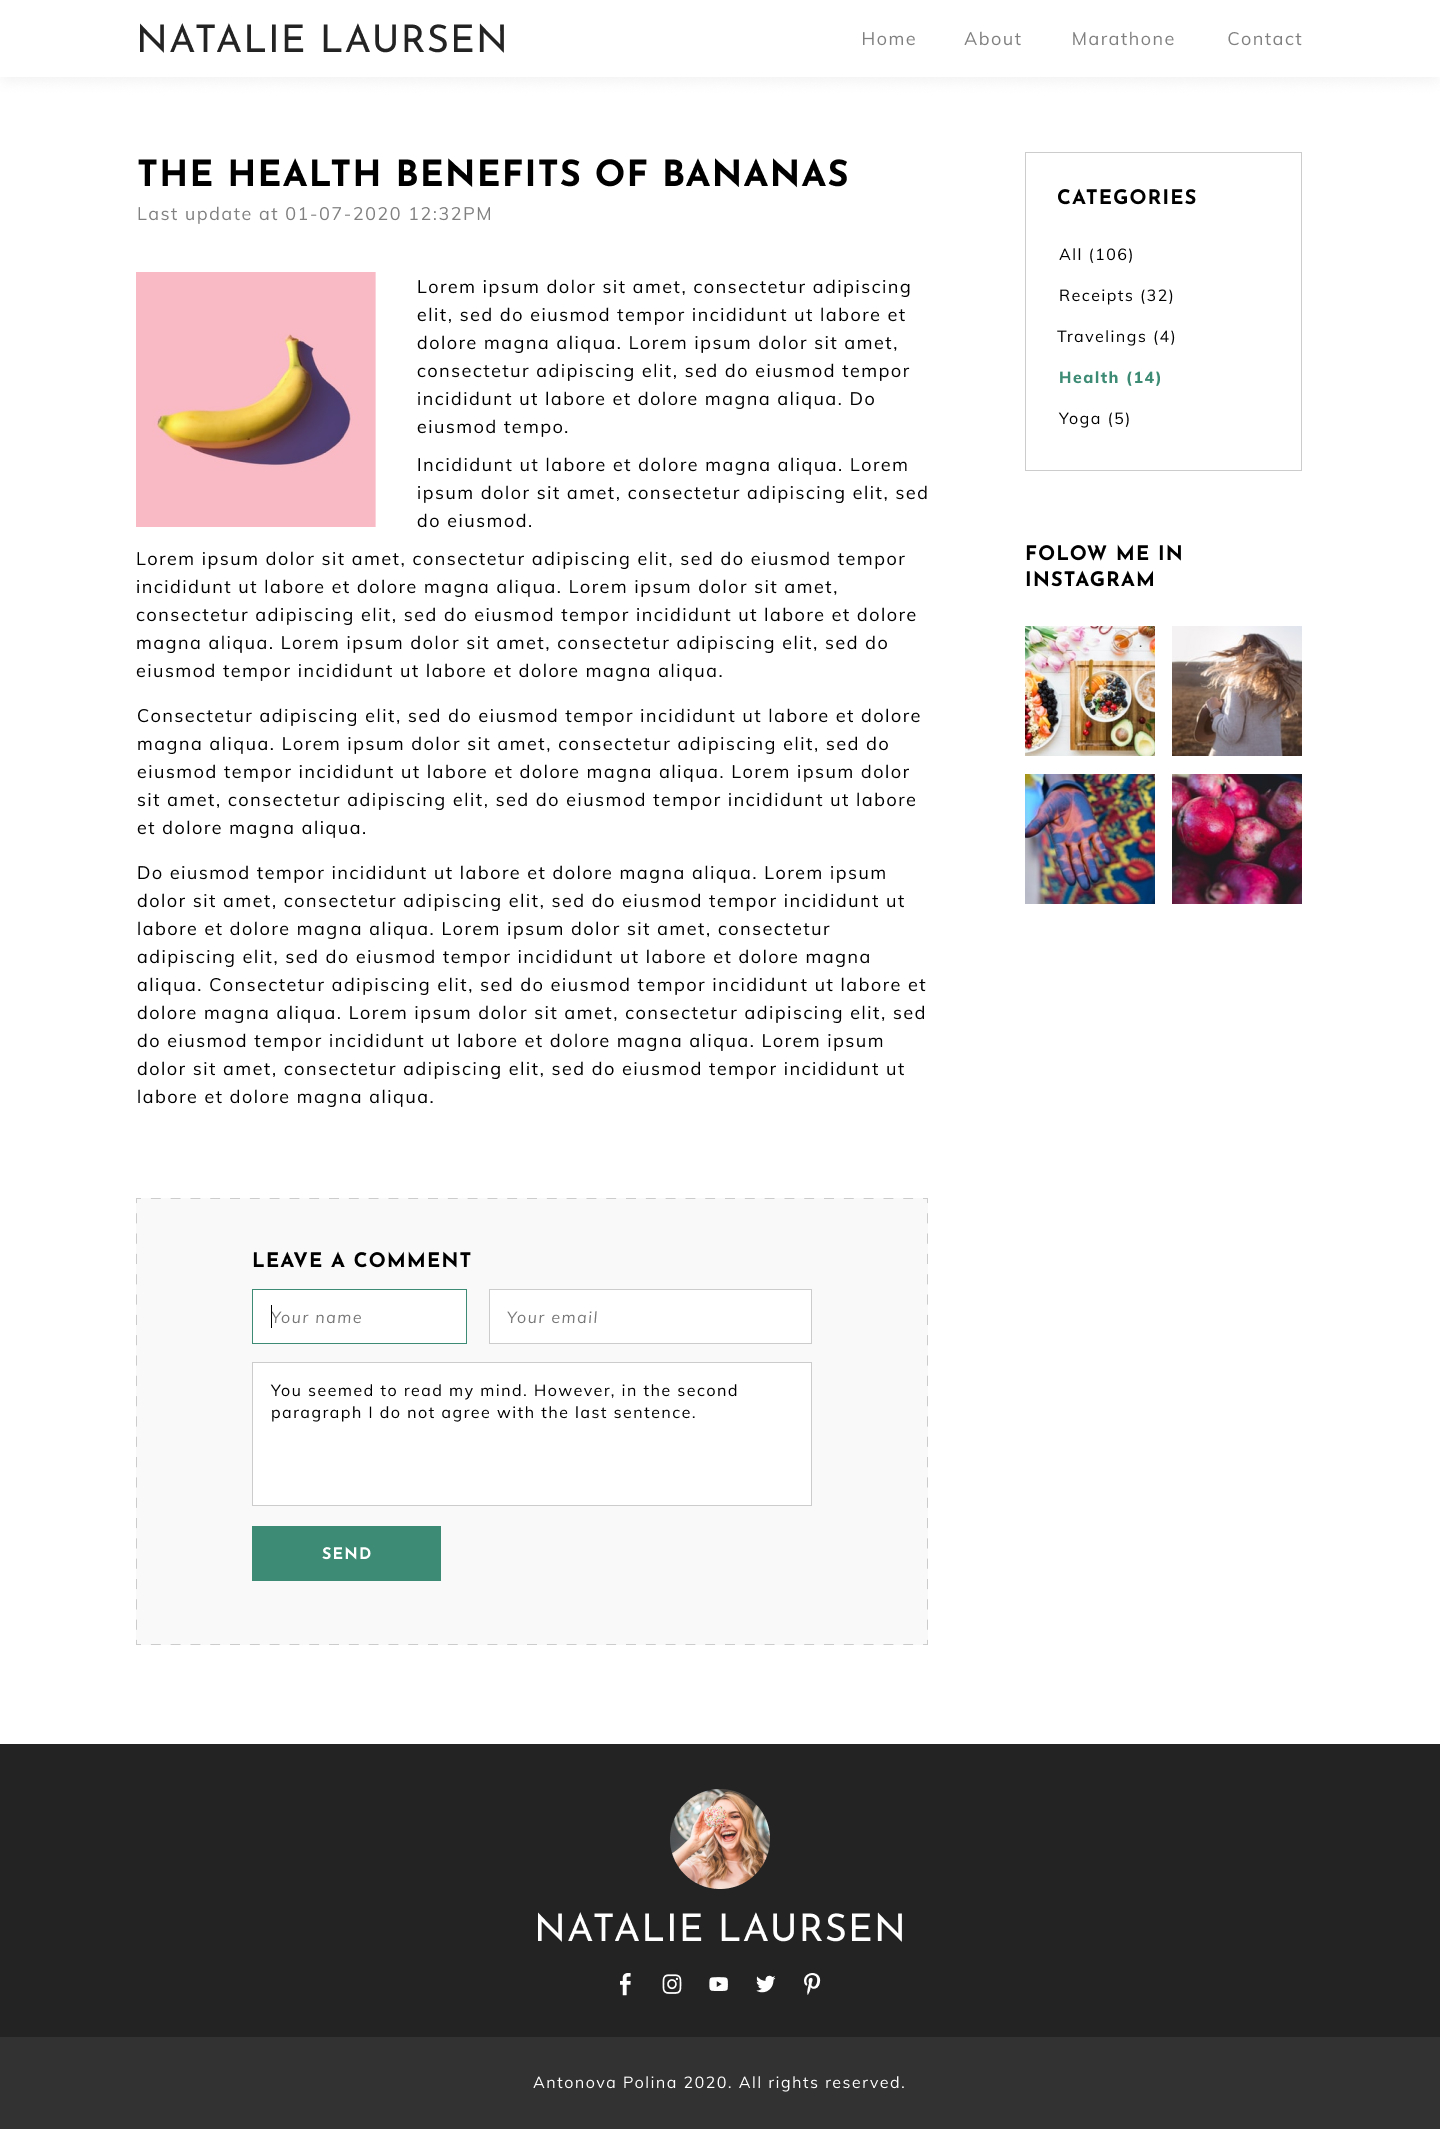 NATALIE LAURSEN
Home About Marathone Contact
THE HEALTH BENEFITS OF BANANAS
Last update at 01-07-2020 12:32PM
Lorem ipsum dolor sit amet, consectetur adipiscing
elit, sed do eiusmod tempor incididunt ut labore et
dolore magna aliqua. Lorem ipsum dolor sit amet,
consectetur adipiscing elit, sed do eiusmod tempor
incididunt ut labore et dolore magna aliqua. Do
eiusmod tempo.
Incididunt ut labore et dolore magna aliqua. Lorem
ipsum dolor sit amet, consectetur adipiscing elit, sed
do eiusmod.
Lorem ipsum dolor sit amet, consectetur adipiscing elit, sed do eiusmod tempor
incididunt ut labore et dolore magna aliqua. Lorem ipsum dolor sit amet,
consectetur adipiscing elit, sed do eiusmod tempor incididunt ut labore et dolore
magna aliqua. Lorem ipsum dolor sit amet, consectetur adipiscing elit, sed do
eiusmod tempor incididunt ut labore et dolore magna aliqua.
Consectetur adipiscing elit, sed do eiusmod tempor incididunt ut labore et dolore
magna aliqua. Lorem ipsum dolor sit amet, consectetur adipiscing elit, sed do
eiusmod tempor incididunt ut labore et dolore magna aliqua. Lorem ipsum dolor
sit amet, consectetur adipiscing elit, sed do eiusmod tempor incididunt ut labore
et dolore magna aliqua.
Do eiusmod tempor incididunt ut labore et dolore magna aliqua. Lorem ipsum
dolor sit amet, consectetur adipiscing elit, sed do eiusmod tempor incididunt ut
labore et dolore magna aliqua. Lorem ipsum dolor sit amet, consectetur
adipiscing elit, sed do eiusmod tempor incididunt ut labore et dolore magna
aliqua. Consectetur adipiscing elit, sed do eiusmod tempor incididunt ut labore et
dolore magna aliqua. Lorem ipsum dolor sit amet, consectetur adipiscing elit, sed
do eiusmod tempor incididunt ut labore et dolore magna aliqua. Lorem ipsum
dolor sit amet, consectetur adipiscing elit, sed do eiusmod tempor incididunt ut
labore et dolore magna aliqua.
CATEGORIES
All (106)
Receipts (32)
Travelings (4)
Health (14)
Yoga (5)
FOLOW ME IN
INSTAGRAM
LEAVE A COMMENT
Your name
Your email
You seemed to read my mind. However, in the second
paragraph I do not agree with the last sentence.
SEND
NATALIE LAURSEN
Antonova Polina 2020. All rights reserved.